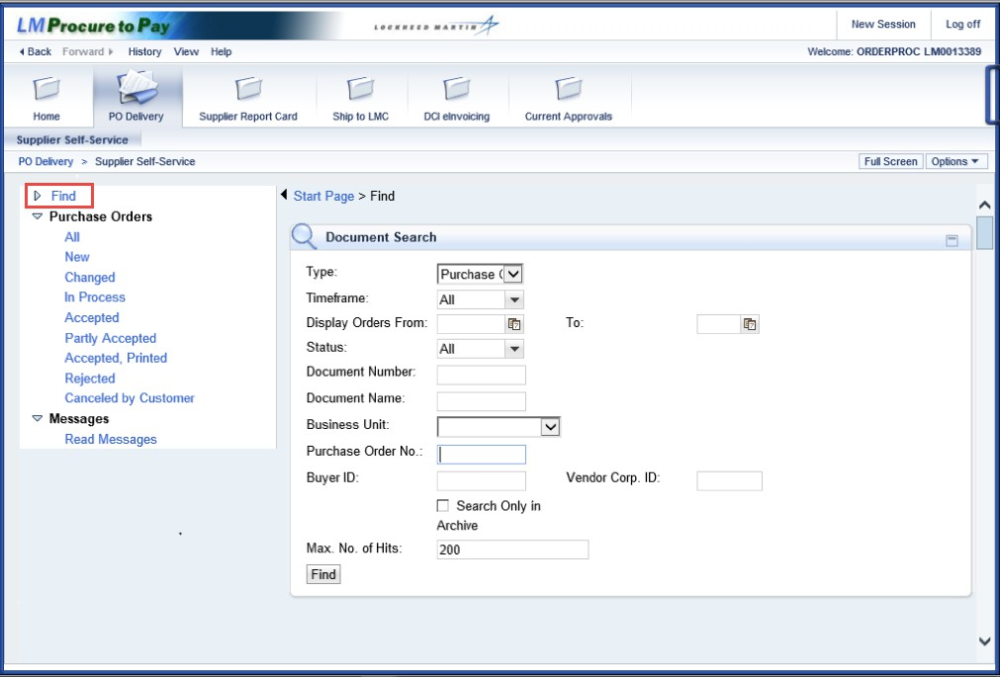 LM Procure to Pay
LOCKHEED MARTIN
New Session
Log off
Back Forward History View Help
Welcome: ORDERPROC LM0013389
Home
PO Delivery
Supplier Report Card
Ship to LMC
DCI eInvoicing
Current Approvals
Supplier Self-Service
PO Delivery > Supplier Self-Service
Full Screen
Options
Find
Purchase Orders
All
New
Changed
In Process
Accepted
Partly Accepted
Accepted, Printed
Rejected
Canceled by Customer
Messages
Read Messages
Start Page > Find
Document Search
Type: Purchase
Timeframe: All
Display Orders From: To:
Status: All
Document Number:
Document Name:
Business Unit:
Purchase Order No.:
Buyer ID: Vendor Corp. ID:
Search Only in
Archive
Max. No. of Hits: 200
Find